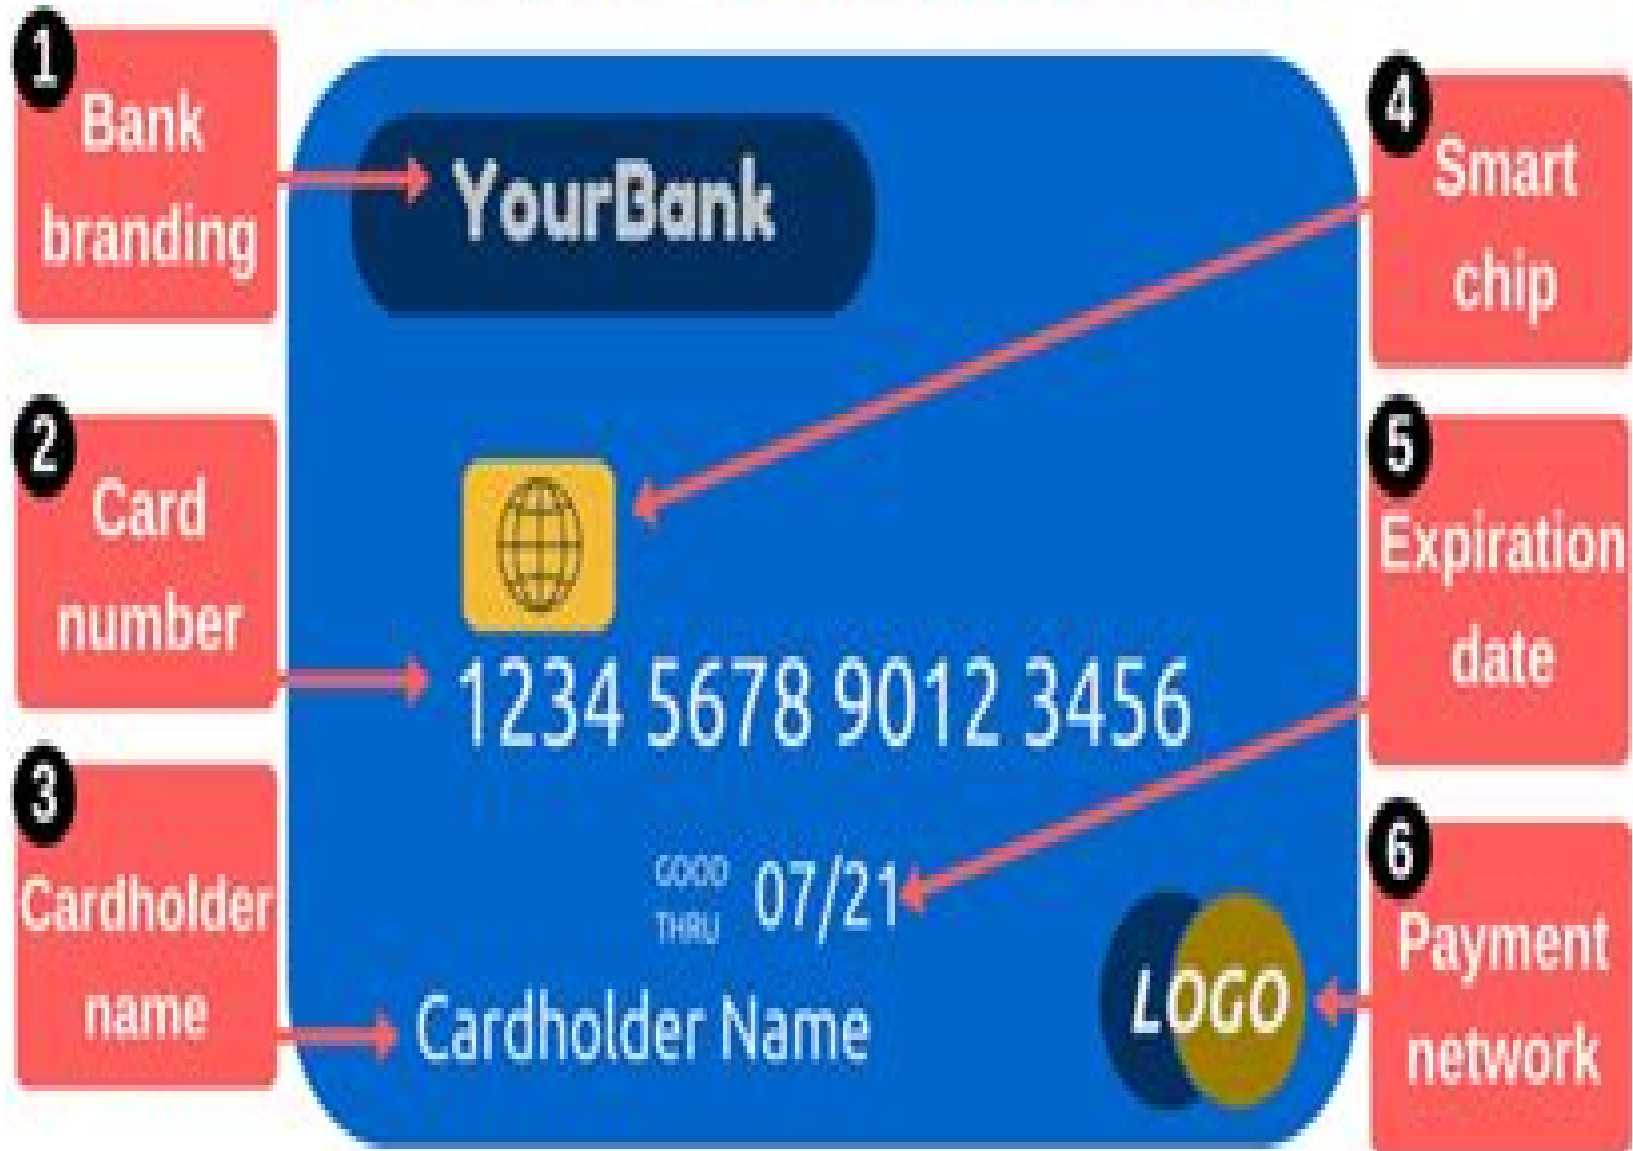 1
Bank
branding
2
Card
number
3
Cardholder
name
YourBank
1234 5678 9012 3456
GOOD
THRU
07/21
Cardholder Name
LOGO
4
Smart
chip
5
Expiration
date
6
Payment
network